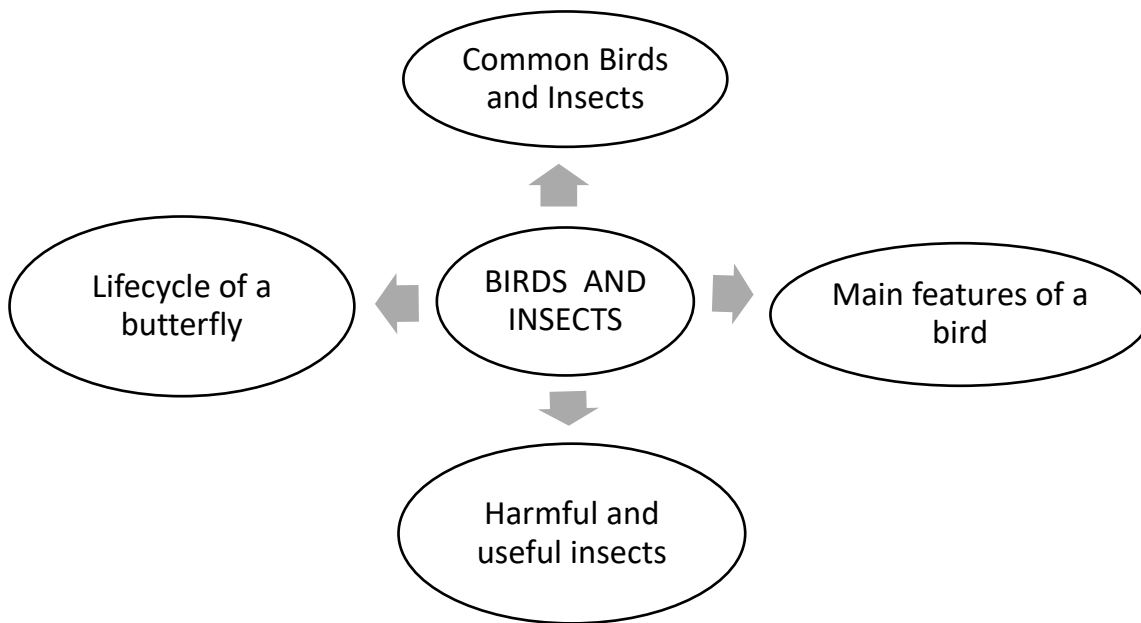 Common Birds
and Insects
Lifecycle of a
butterfly
BIRDS  AND
INSECTS
Main features of a
bird
Harmful and
useful insects